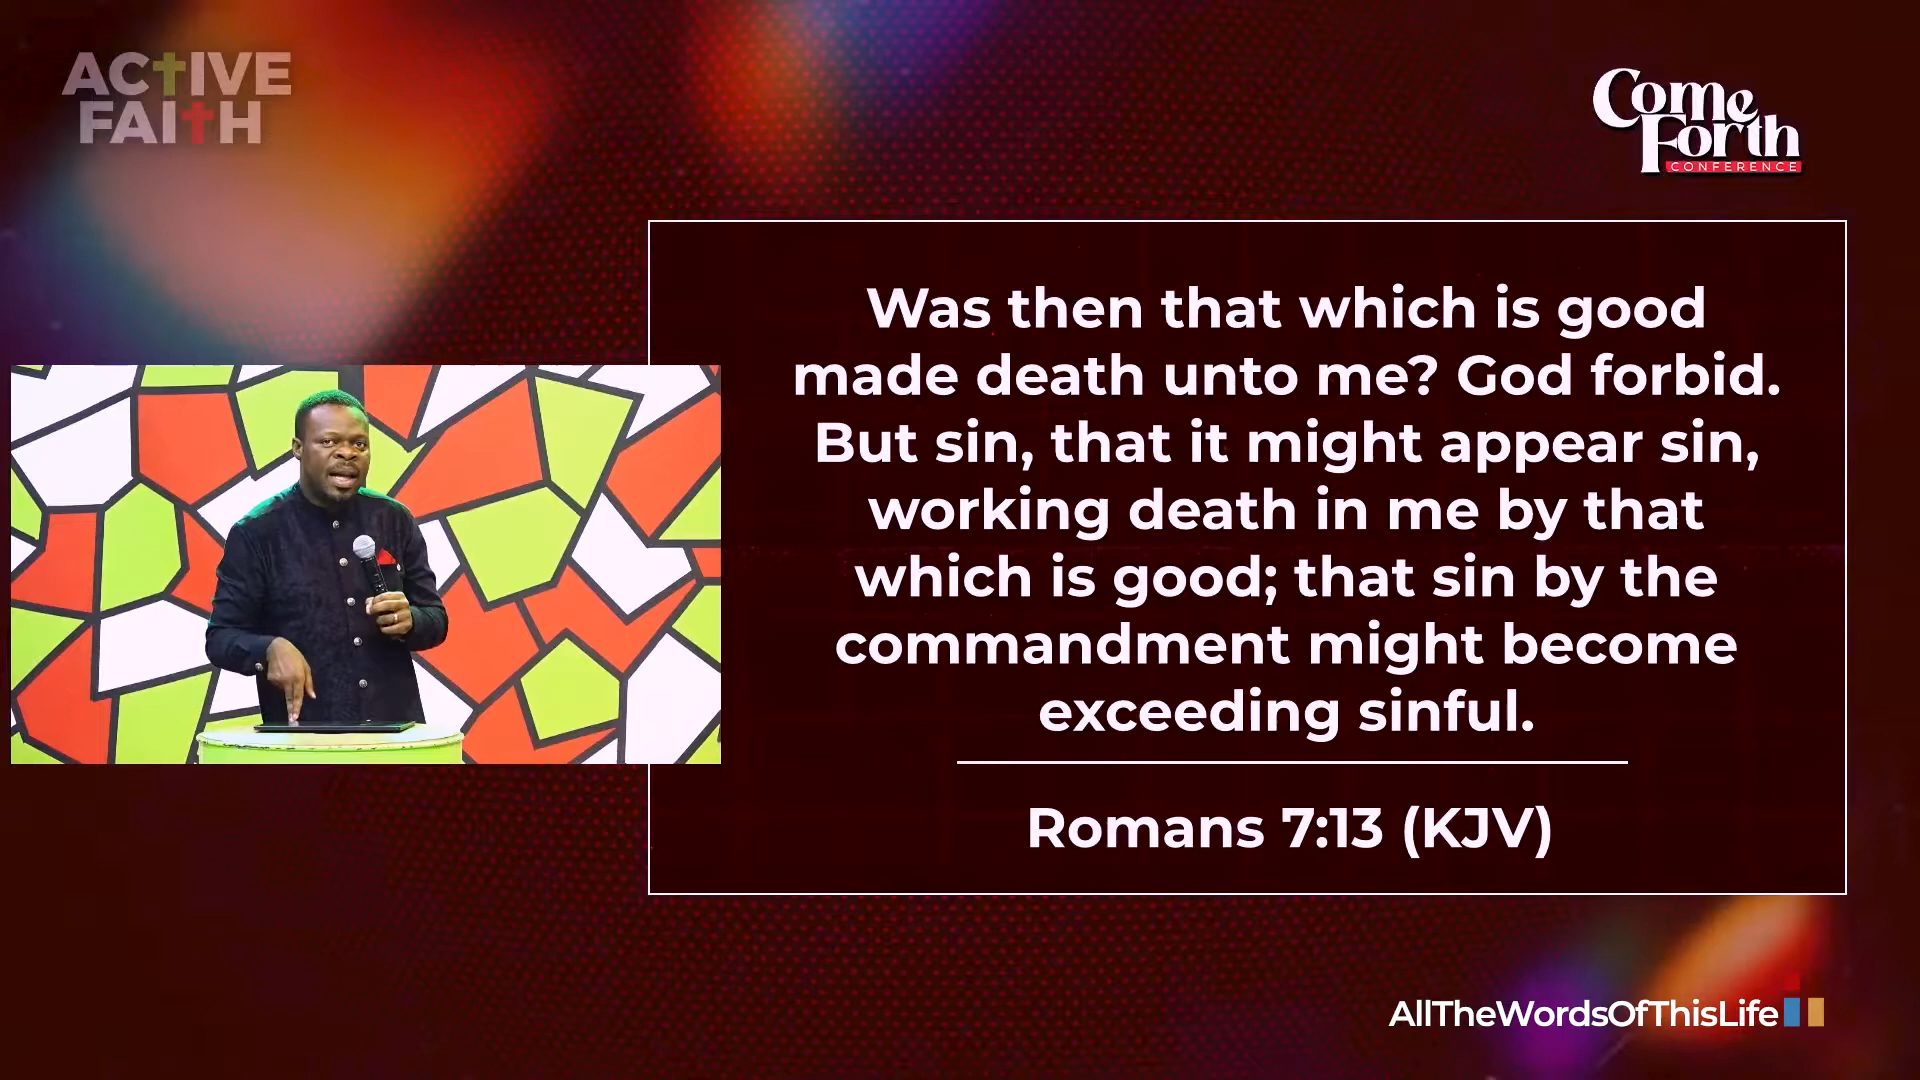 ACTIVE
FAITH
Come
Forth
CONFERENCE
Was then that which is good
made death unto me? God forbid.
But sin, that it might appear sin,
working death in me by that
which is good; that sin by the
commandment might become
exceeding sinful.
Romans 7:13 (KJV)
AllTheWordsOfThisLife